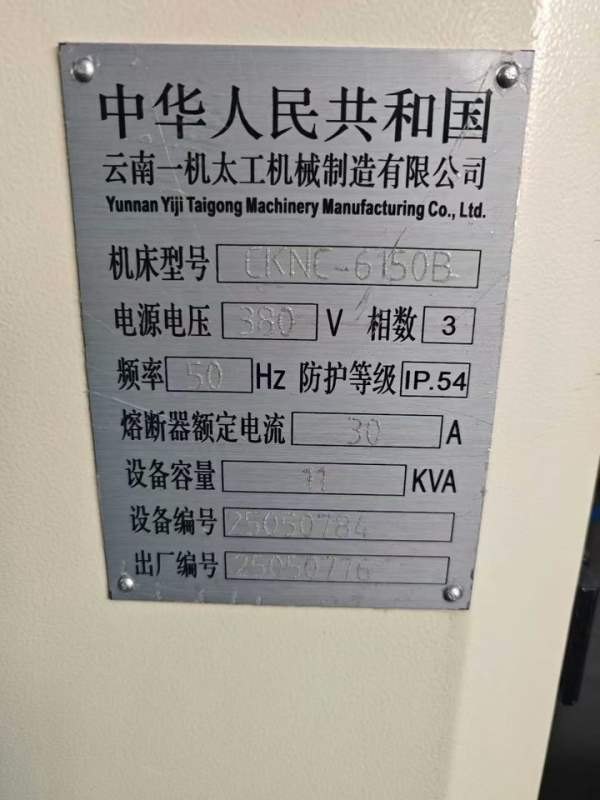 中华人民共和国
云南一机太工机械制造有限公司
Yunnan Yiji Taigong Machinery Manufacturing Co., Ltd.
机床型号 CKNC-6150B
电源电压 380 V 相数 3
频率 50 Hz 防护等级 IP.54
熔断器额定电流 30 A
设备容量 11 KVA
设备编号 25050784
出厂编号 25050776